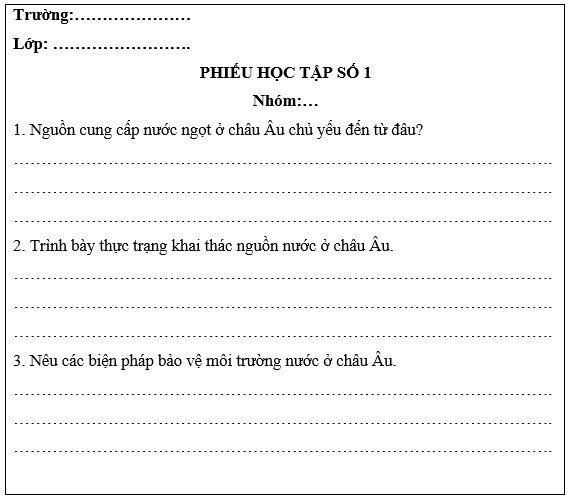 Trường:…………………
Lớp: …………………….
PHIẾU HỌC TẬP SỐ 1
Nhóm:…
1. Nguồn cung cấp nước ngọt ở châu Âu chủ yếu đến từ đâu?
……………………………………………………………………………………
……………………………………………………………………………………
……………………………………………………………………………………
2. Trình bày thực trạng khai thác nguồn nước ở châu Âu.
……………………………………………………………………………………
……………………………………………………………………………………
……………………………………………………………………………………
3. Nêu các biện pháp bảo vệ môi trường nước ở châu Âu.
……………………………………………………………………………………
……………………………………………………………………………………
……………………………………………………………………………………